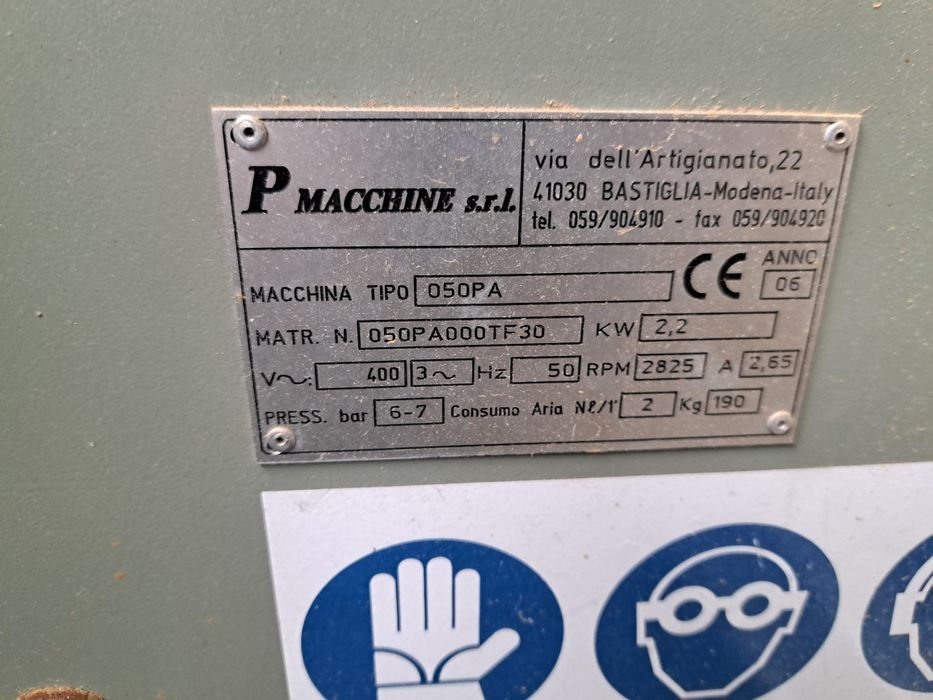 P MACCHINE s.r.l.
via dell'Artigianato,22
41030 BASTIGLIA-Modena-Italy
tel. 059/904910 - fax 059/904920
MACCHINA TIPO 050PA CE ANNO 06
MATR. N. 050PA000TF30 KW 2,2
V~: 400 3~ Hz 50 RPM 2825 A 2,65
PRESS. bar 6-7 Consumo Aria Nℓ/1' 2 Kg 190